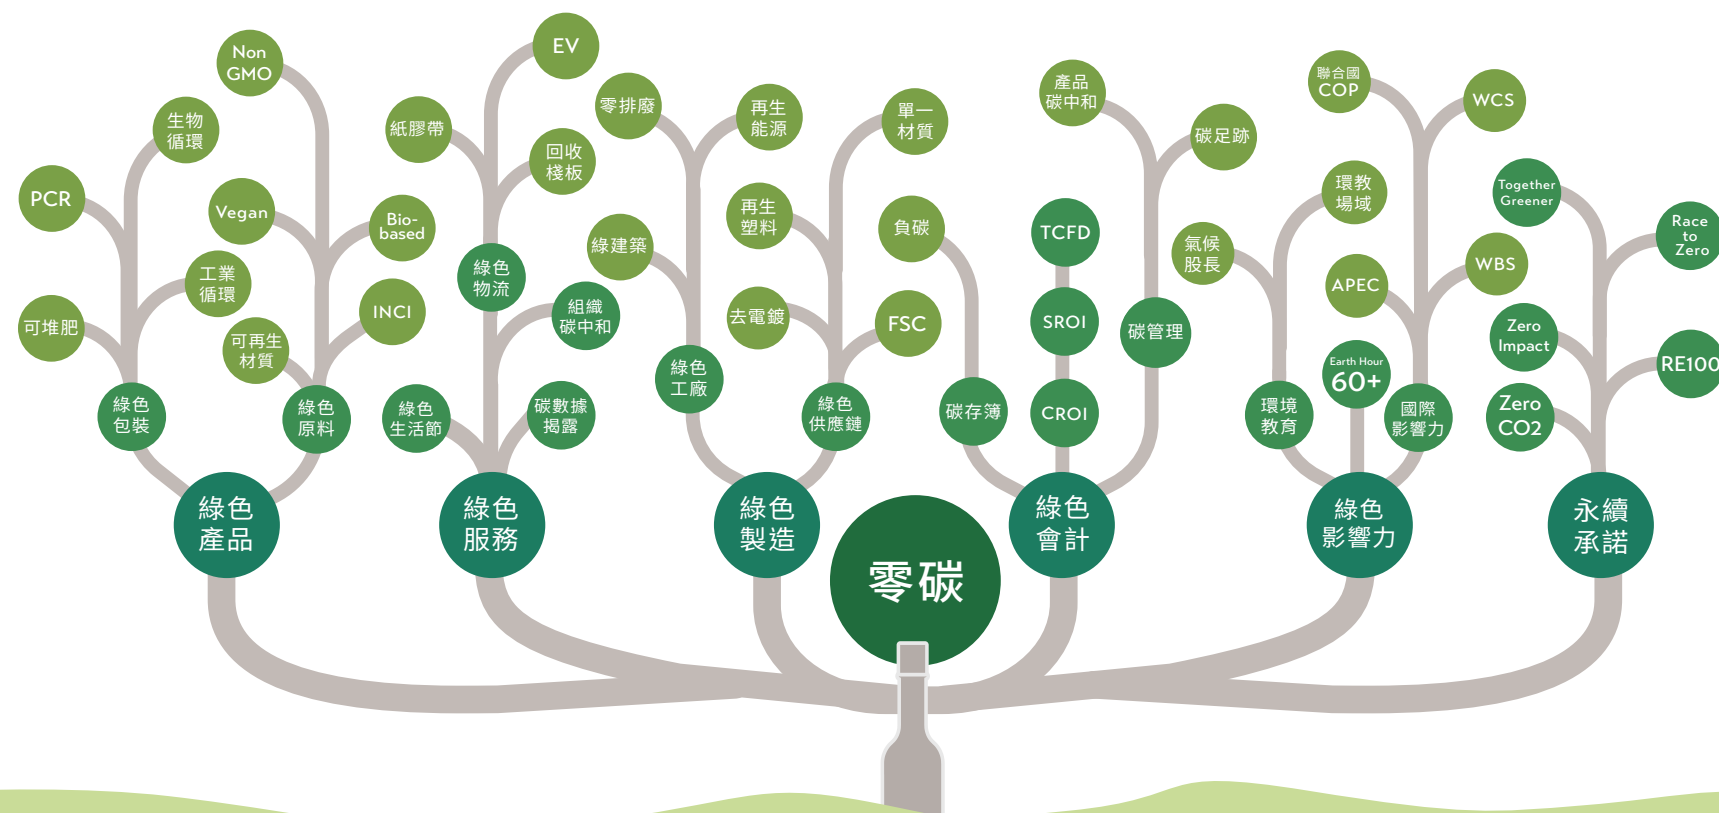 Non
GMO
生物
循環
PCR
Vegan
Bio-
based
工業
循環
INCI
可堆肥
可再生
材質
綠色
包裝
綠色
原料
綠色
產品
EV
紙膠帶
回收
棧板
綠色
物流
組織
碳中和
綠色
生活節
碳數據
揭露
綠色
服務
零排廢
再生
能源
單一
材質
再生
塑料
綠建築
去電鍍
FSC
綠色
工廠
綠色
供應鏈
綠色
製造
零碳
產品
碳中和
碳足跡
負碳
TCFD
SROI
碳管理
碳存簿
CROI
綠色
會計
聯合國
COP
WCS
環教
場域
氣候
股長
APEC
WBS
Earth Hour
60+
環境
教育
國際
影響力
綠色
影響力
Together
Greener
Race
to
Zero
Zero
Impact
RE100
Zero
CO2
永續
承諾